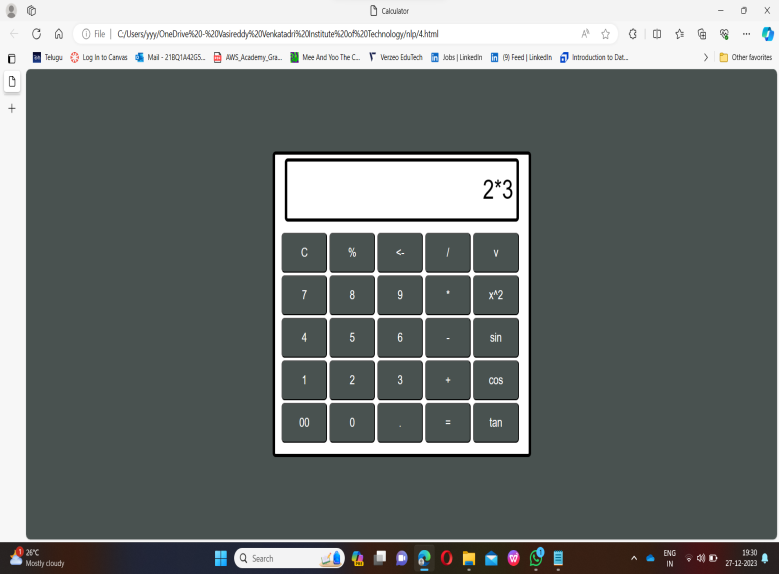 Calculator
File | C:/Users/yyy/OneDrive%20-%20Vasireddy%20Venkatadri%20Institute%20of%20Technology/nlp/4.html
Telugu Log In to Canvas Mail - 21BQ1A42G5... AWS_Academy_Gra... Mee And Yoo The C... Verzeo EduTech Jobs | LinkedIn (9) Feed | LinkedIn Introduction to Dat... Other favorites
2*3
C % <- / v
7 8 9 * x^2
4 5 6 - sin
1 2 3 + cos
00 0 . = tan
1 26°C Search 1 ENG 19:30
Mostly cloudy IN 27-12-2023